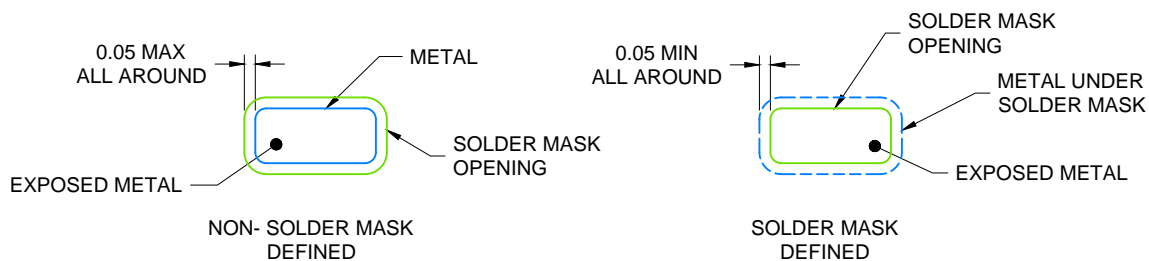 0.05 MAX
ALL AROUND
METAL
SOLDER MASK
OPENING
EXPOSED METAL
NON- SOLDER MASK
DEFINED
0.05 MIN
ALL AROUND
SOLDER MASK
OPENING
METAL UNDER
SOLDER MASK
EXPOSED METAL
SOLDER MASK
DEFINED